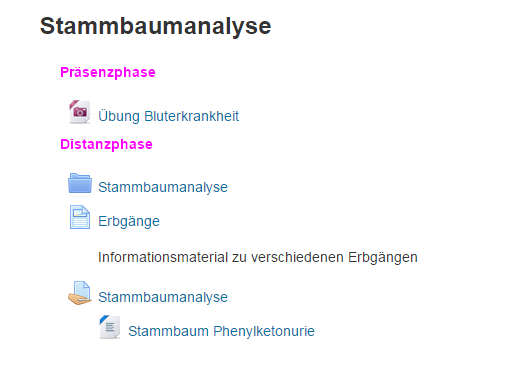 Stammbaumanalyse
Präsenzphase
Übung Bluterkrankheit
Distanzphase
Stammbaumanalyse
Erbgänge
Informationsmaterial zu verschiedenen Erbgängen
Stammbaumanalyse
Stammbaum Phenylketonurie